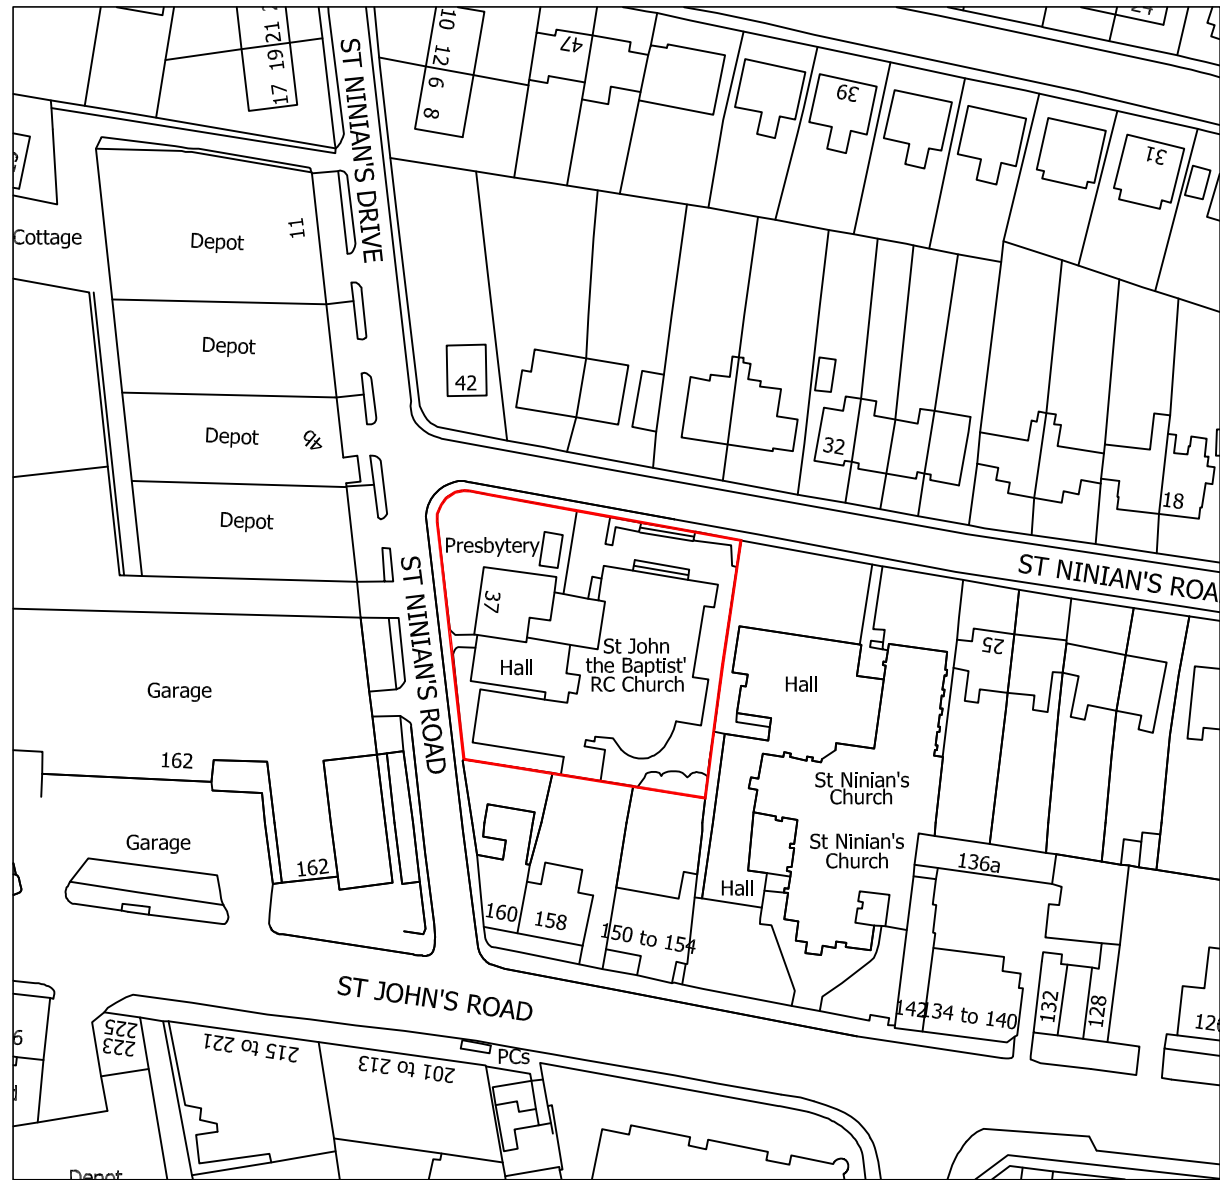 10
12
6
8
17 19 21
ST NINIAN'S DRIVE
47
39
31
24
Cottage
Depot
11
Depot
Depot
4b
Depot
42
32
18
ST NINIAN'S ROA
Presbytery
37
Hall
St John
the Baptist'
RC Church
ST NINIAN'S ROAD
Hall
25
Garage
162
Garage
162
St Ninian's
Church
St Ninian's
Church
136a
Hall
160
158
150 to 154
142
134 to 140
132
128
ST JOHN'S ROAD
225
223
215 to 221
201 to 213
PCs
Depot